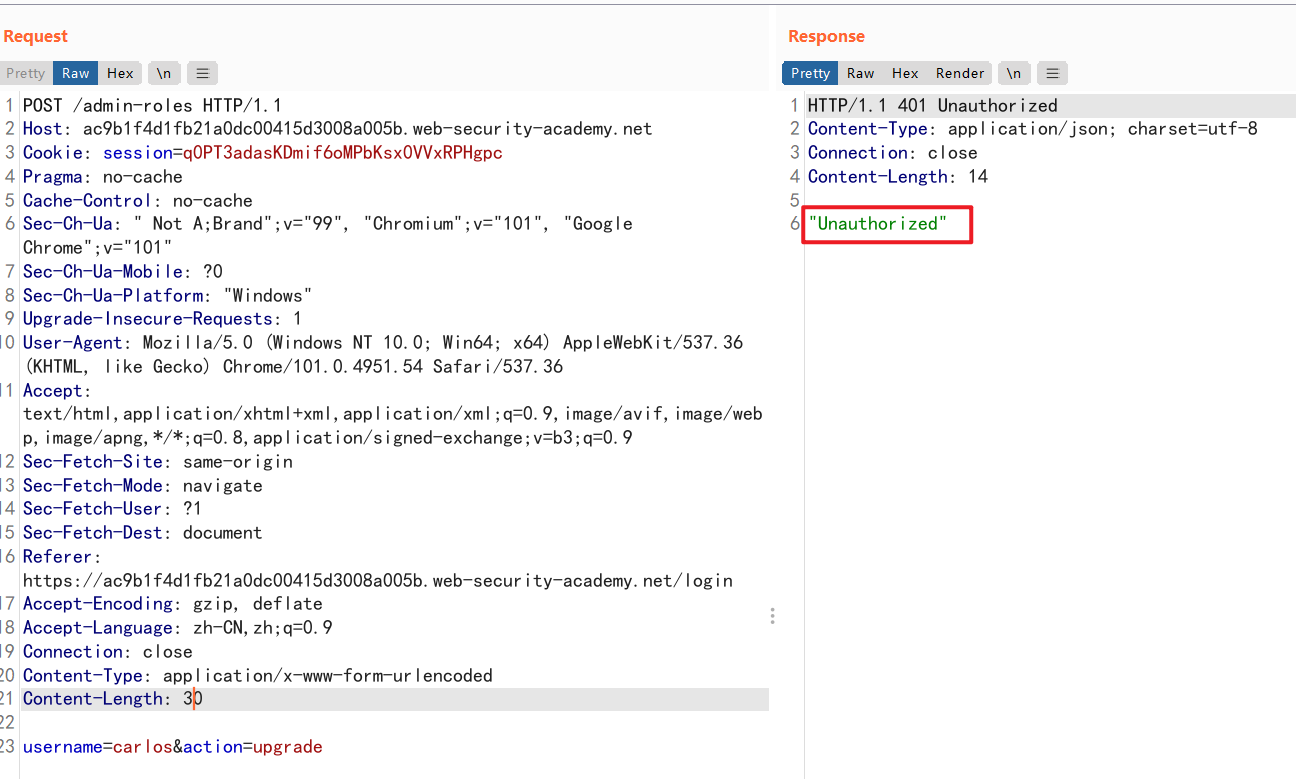 Request
Pretty Raw Hex \n
1 POST /admin-roles HTTP/1.1
2 Host: ac9b1f4d1fb21a0dc00415d3008a005b.web-security-academy.net
3 Cookie: session=qOPT3adasKDmif6oMPbKsx0VVxRPHgpc
4 Pragma: no-cache
5 Cache-Control: no-cache
6 Sec-Ch-Ua: " Not A;Brand";v="99", "Chromium";v="101", "Google
Chrome";v="101"
7 Sec-Ch-Ua-Mobile: ?0
8 Sec-Ch-Ua-Platform: "Windows"
9 Upgrade-Insecure-Requests: 1
10 User-Agent: Mozilla/5.0 (Windows NT 10.0; Win64; x64) AppleWebKit/537.36
(KHTML, like Gecko) Chrome/101.0.4951.54 Safari/537.36
11 Accept:
text/html,application/xhtml+xml,application/xml;q=0.9,image/avif,image/web
p,image/apng,*/*;q=0.8,application/signed-exchange;v=b3;q=0.9
12 Sec-Fetch-Site: same-origin
13 Sec-Fetch-Mode: navigate
14 Sec-Fetch-User: ?1
15 Sec-Fetch-Dest: document
16 Referer:
https://ac9b1f4d1fb21a0dc00415d3008a005b.web-security-academy.net/login
17 Accept-Encoding: gzip, deflate
18 Accept-Language: zh-CN,zh;q=0.9
19 Connection: close
20 Content-Type: application/x-www-form-urlencoded
21 Content-Length: 30
22
23 username=carlos&action=upgrade
Response
Pretty Raw Hex Render \n
1 HTTP/1.1 401 Unauthorized
2 Content-Type: application/json; charset=utf-8
3 Connection: close
4 Content-Length: 14
5
6 "Unauthorized"